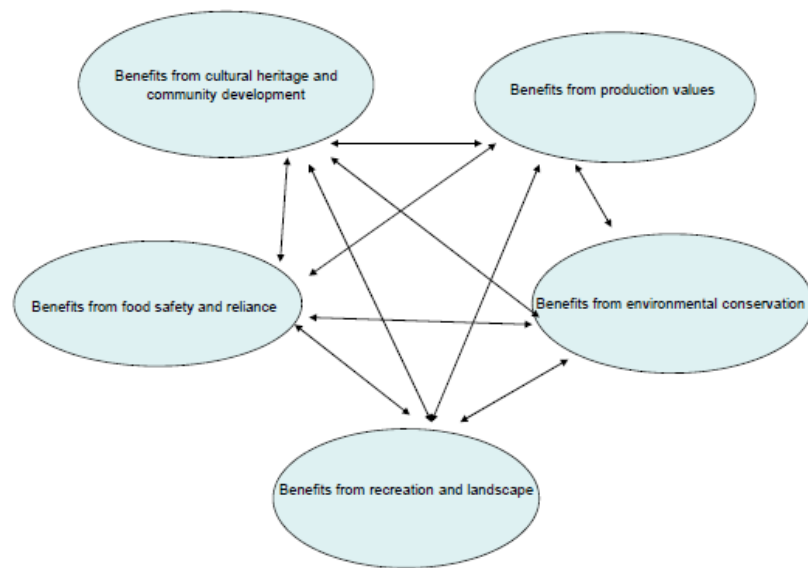 Benefits from cultural heritage and
community development
Benefits from production values
Benefits from food safety and reliance
Benefits from environmental conservation
Benefits from recreation and landscape